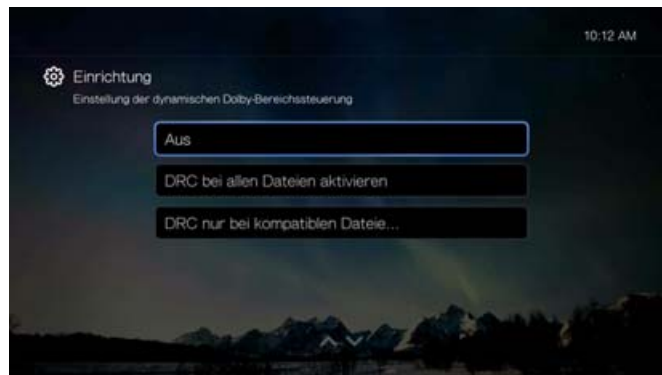 10:12 AM
Einrichtung
Einstellung der dynamischen Dolby-Bereichssteuerung
Aus
DRC bei allen Dateien aktivieren
DRC nur bei kompatiblen Dateie...